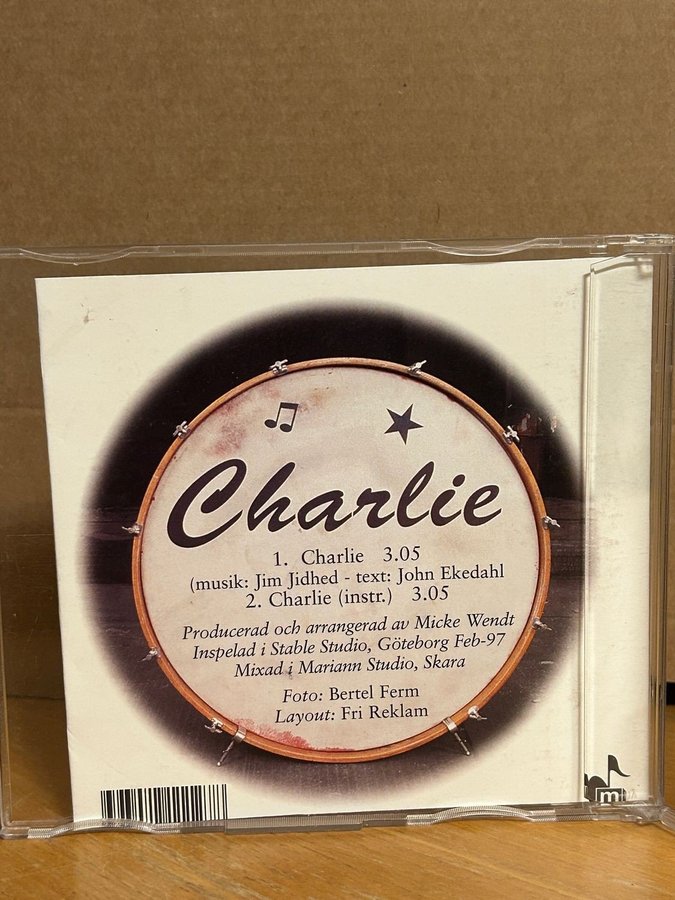 Charlie
1. Charlie 3.05
(musik: Jim Jidhed - text: John Ekedahl
2. Charlie (instr.) 3.05
Producerad och arrangerad av Micke Wendt
Inspelad i Stable Studio, Göteborg Feb-97
Mixad i Mariann Studio, Skara
Foto: Bertel Ferm
Layout: Fri Reklam
m